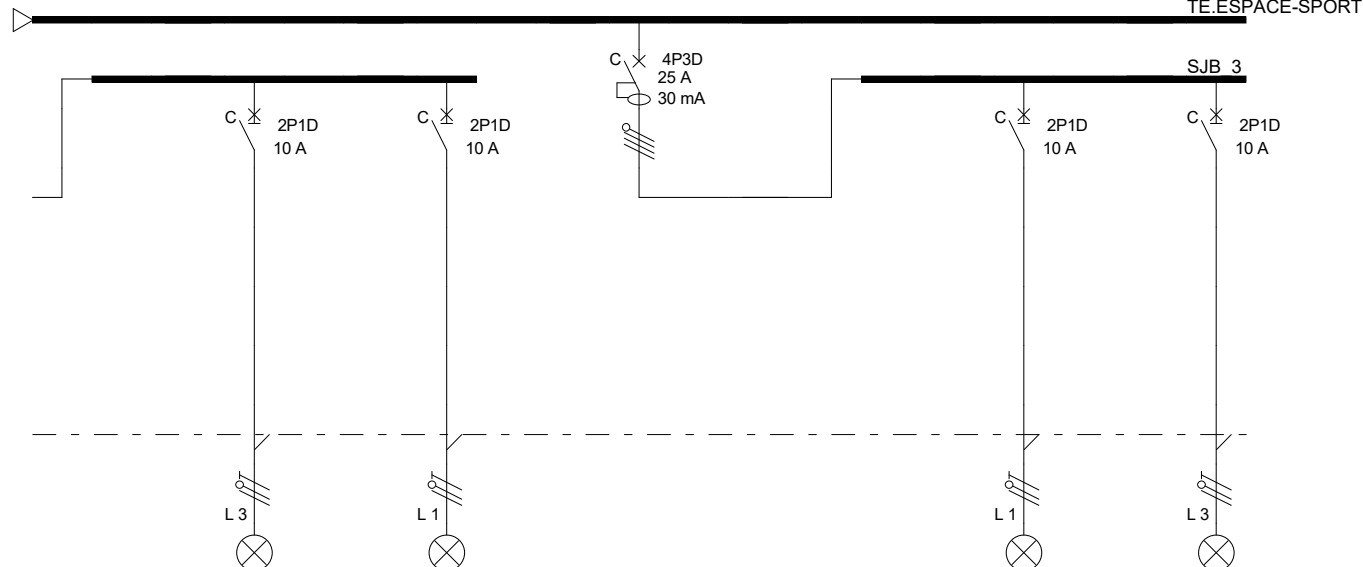 TE.ESPACE-SPORT
C 4P3D
25 A
30 mA
SJB 3
C 2P1D
10 A
C 2P1D
10 A
C 2P1D
10 A
C 2P1D
10 A
L 3
L 1
L 1
L 3